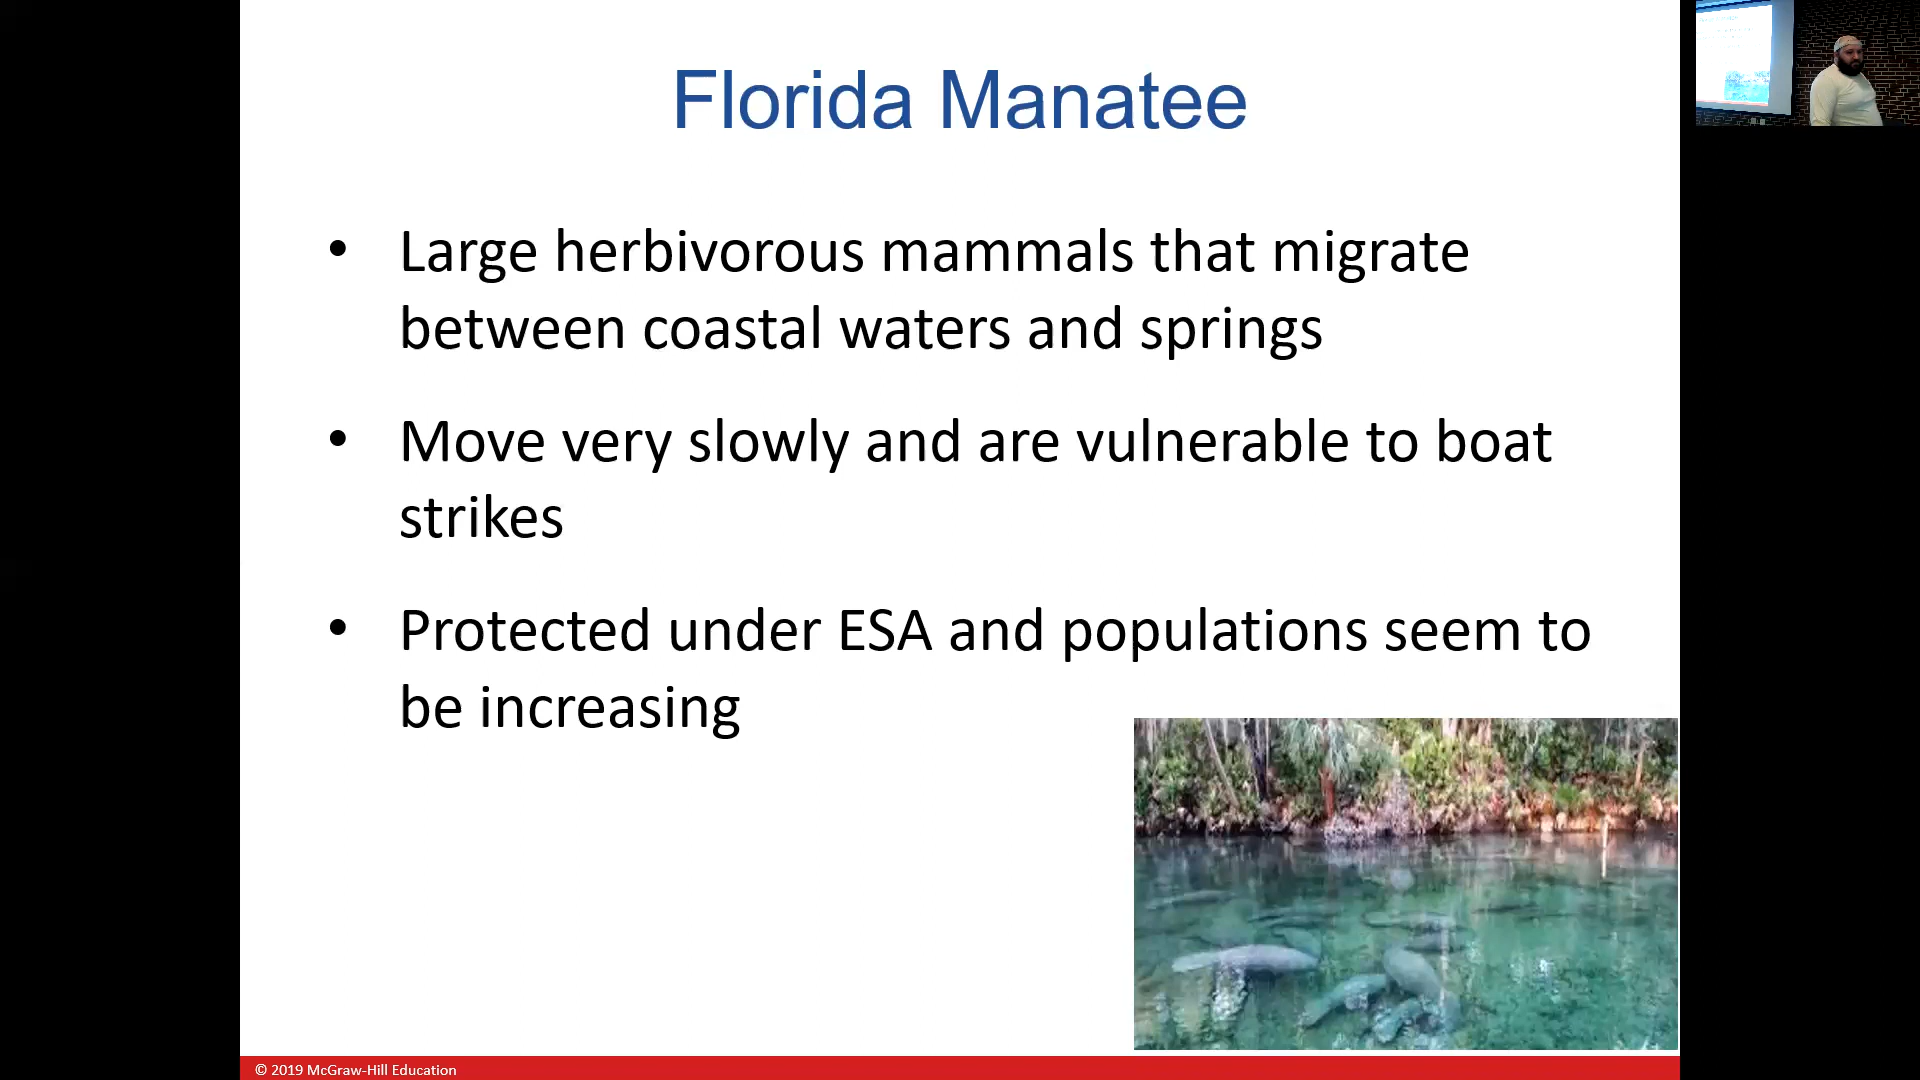 Florida Manatee
• Large herbivorous mammals that migrate
between coastal waters and springs
• Move very slowly and are vulnerable to boat
strikes
• Protected under ESA and populations seem to
be increasing
© 2019 McGraw-Hill Education